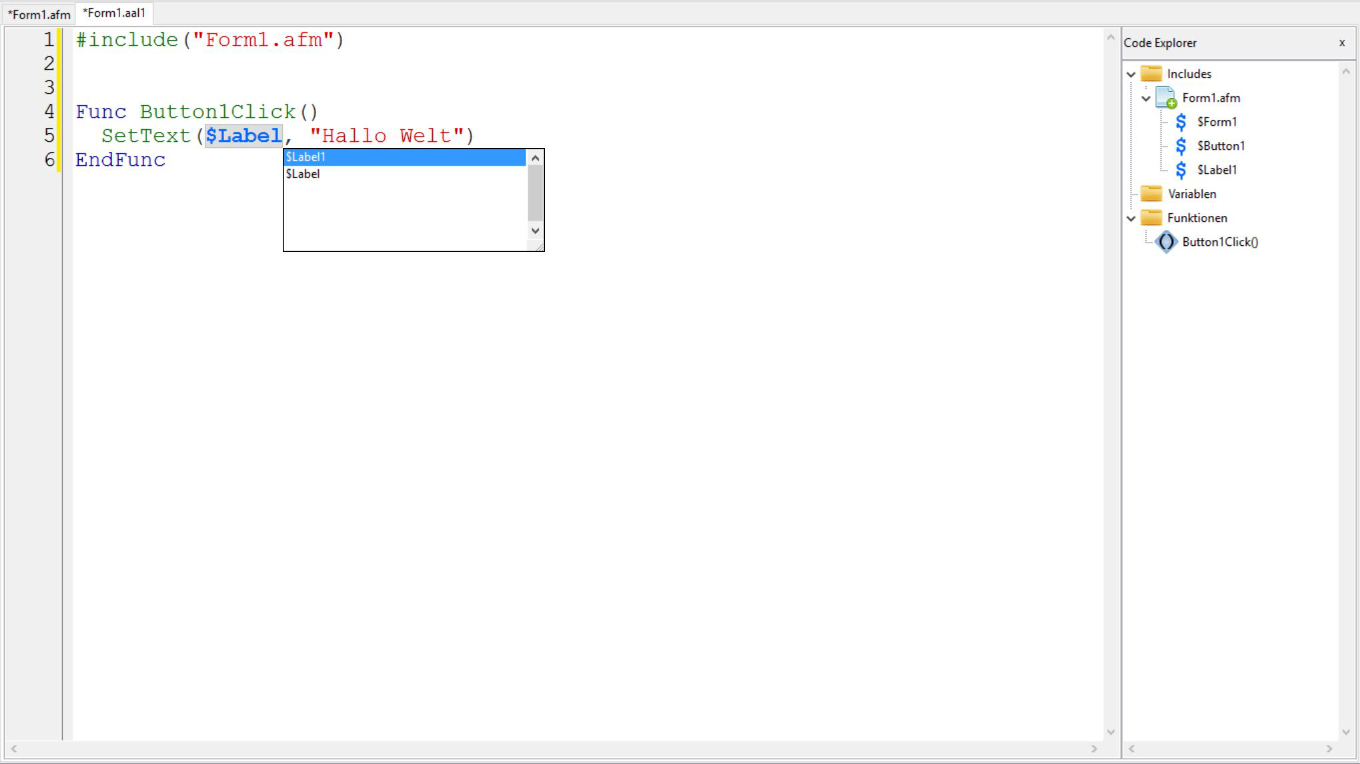 *Form1.afm *Form1.aal1
1 #include("Form1.afm")
2
3
4 Func Button1Click()
5 SetText($Label, "Hallo Welt")
6 EndFunc
$Label1
$Label
Code Explorer x
Includes
Form1.afm
$ $Form1
$ $Button1
$ $Label1
Variablen
Funktionen
() Button1Click()